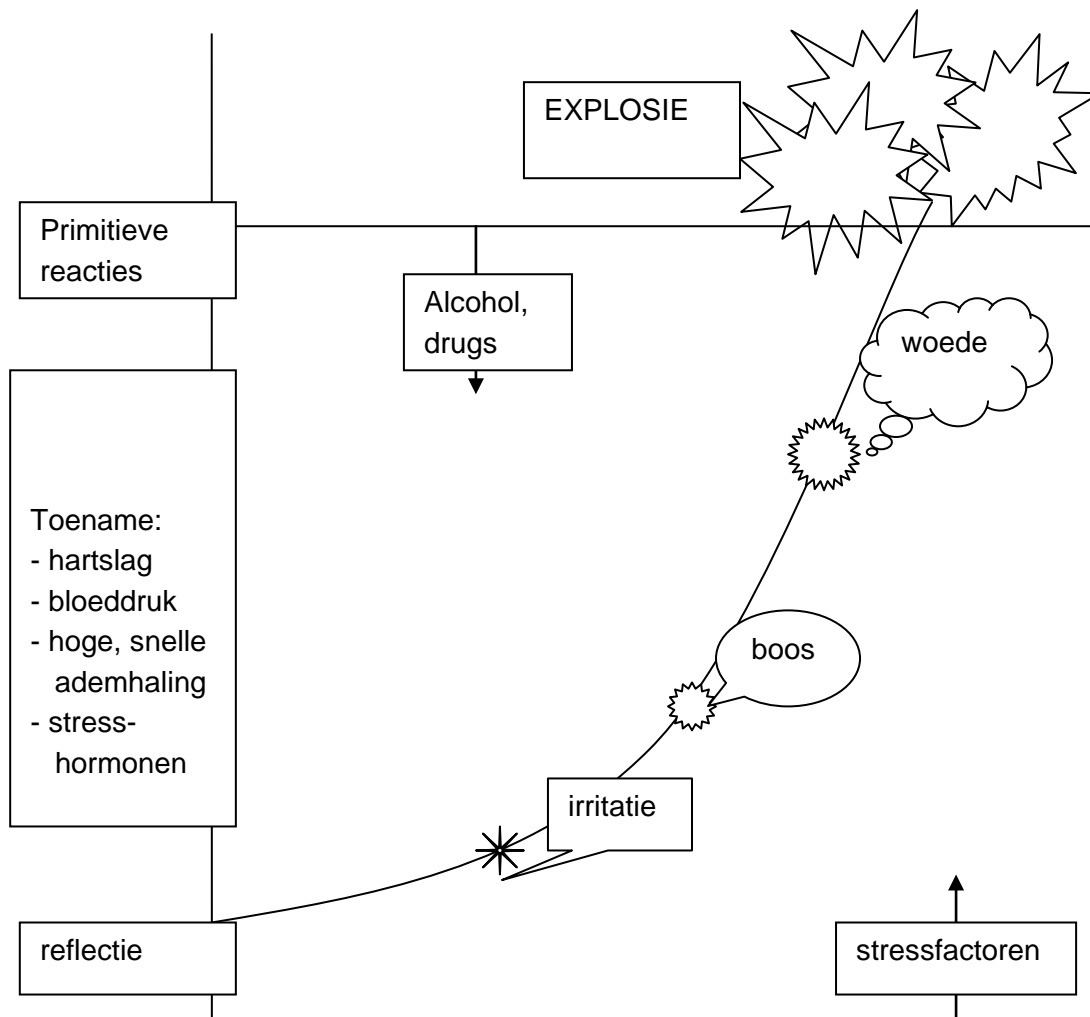 EXPLOSIE
Primitieve
reacties
Alcohol,
drugs
woede
Toename:
- hartslag
- bloeddruk
- hoge, snelle
ademhaling
- stress-
hormonen
boos
irritatie
reflectie
stressfactoren